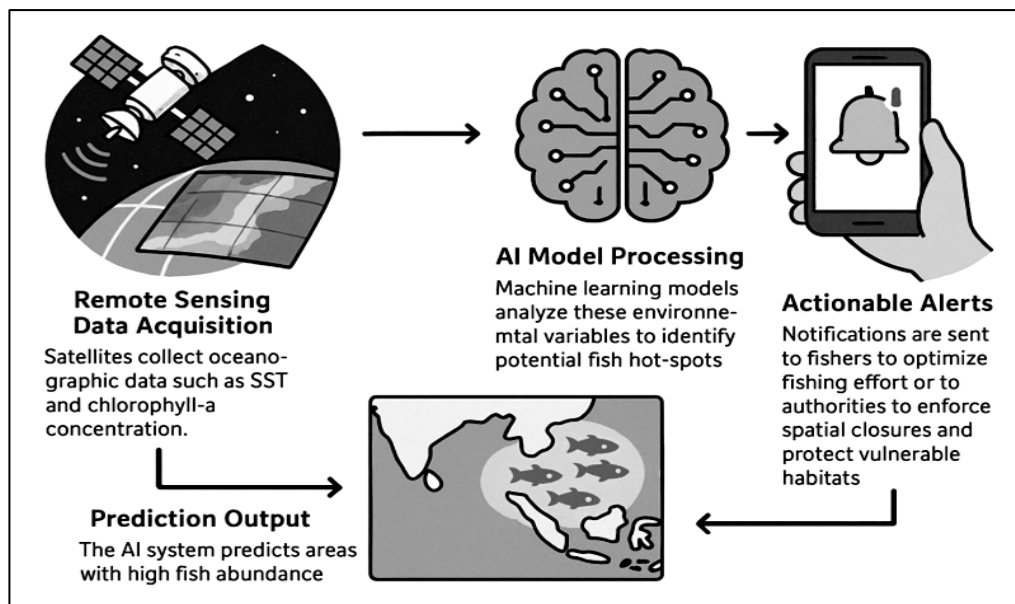 Remote Sensing
Data Acquisition
Satellites collect oceano-
graphic data such as SST
and chlorophyll-a
concentration.
AI Model Processing
Machine learning models
analyze these environne-
mtal variables to identify
potential fish hot-spots
Actionable Alerts
Notifications are sent
to fishers to optimize
fishing effort or to
authorities to enforce
spatial closures and
protect vulnerable
habitats
Prediction Output
The AI system predicts areas
with high fish abundance